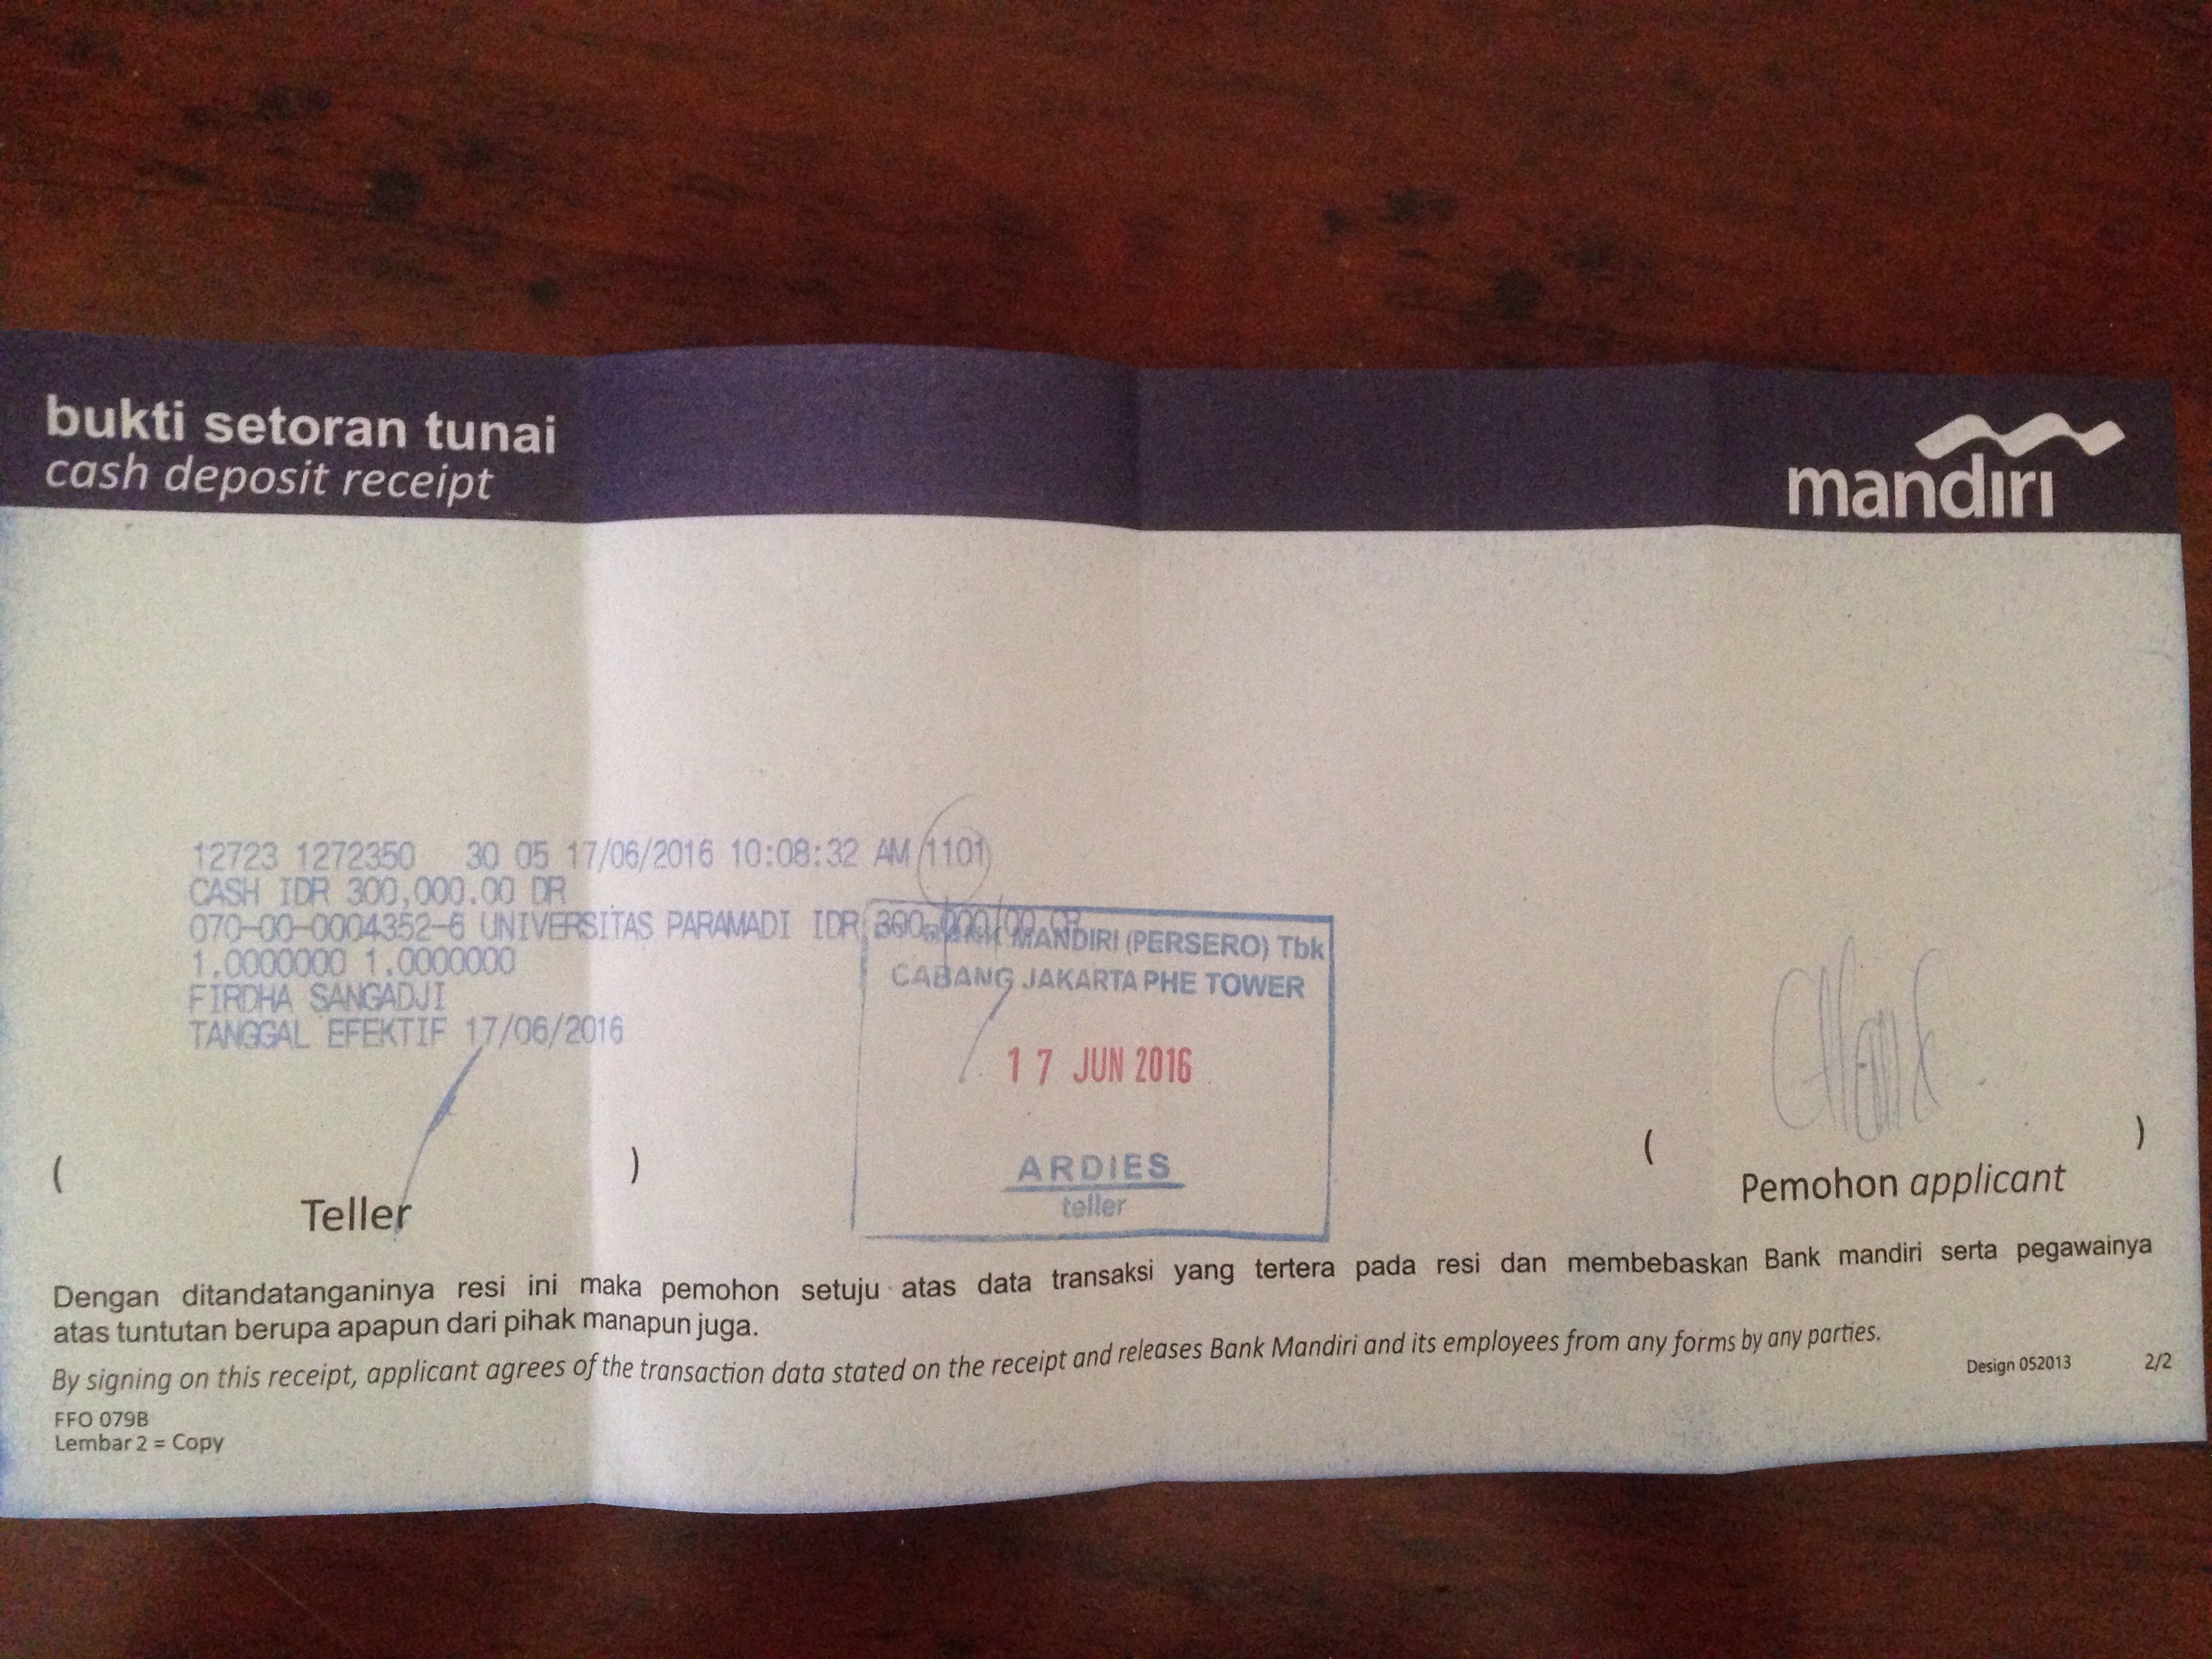 bukti setoran tunai
cash deposit receipt
mandırı
12723 1272350 30 05 17/06/2016 10:08:32 AM 1101
CASH IDR 300,000.00 DR
070-00-0004352-6 UNIVERSITAS PARAMADI IDR 300,000.00 CR
1.0000000 1.0000000
FIRDHA SANGADJI
TANGGAL EFEKTIF 17/06/2016
MANDIRI (PERSERO) Tbk
CABANG JAKARTA PHE TOWER
17 JUN 2016
ARDIES
teller
( )
Teller
( )
Pemohon applicant
Dengan ditandatanganinya resi ini maka pemohon setuju atas data transaksi yang tertera pada resi dan membebaskan Bank mandiri serta pegawainya
atas tuntutan berupa apapun dari pihak manapun juga.
By signing on this receipt, applicant agrees of the transaction data stated on the receipt and releases Bank Mandiri and its employees from any forms by any parties.
FFO 079B
Lembar 2 = Copy
Design 052013
2/2